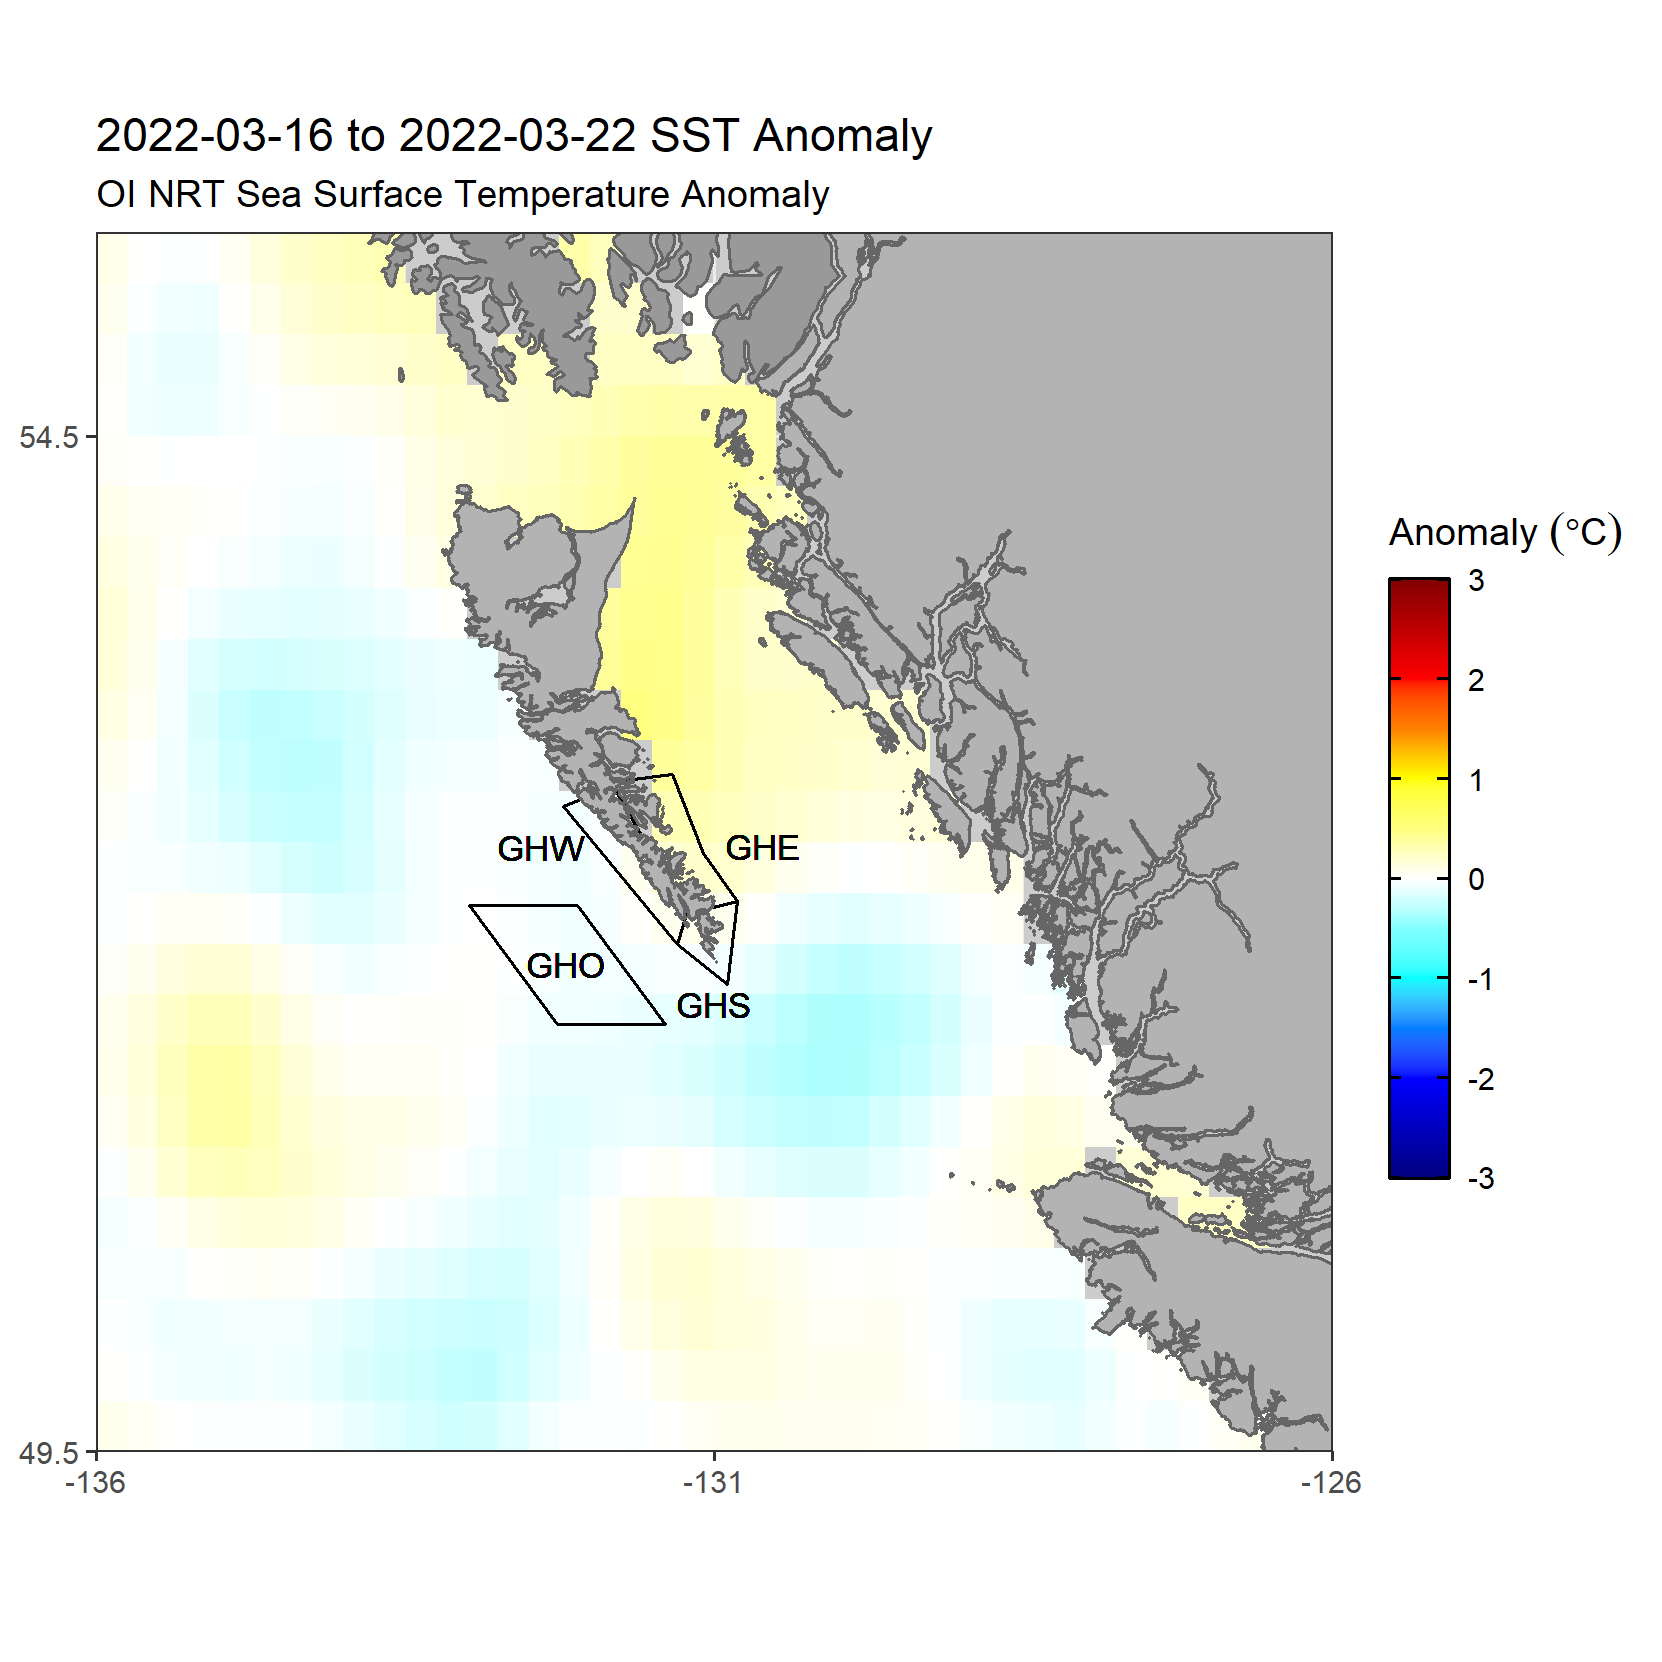 2022-03-16 to 2022-03-22 SST Anomaly
OI NRT Sea Surface Temperature Anomaly
54.5
49.5
-136
-131
-126
GHW
GHE
GHO
GHS
Anomaly (°C)
3
2
1
0
-1
-2
-3